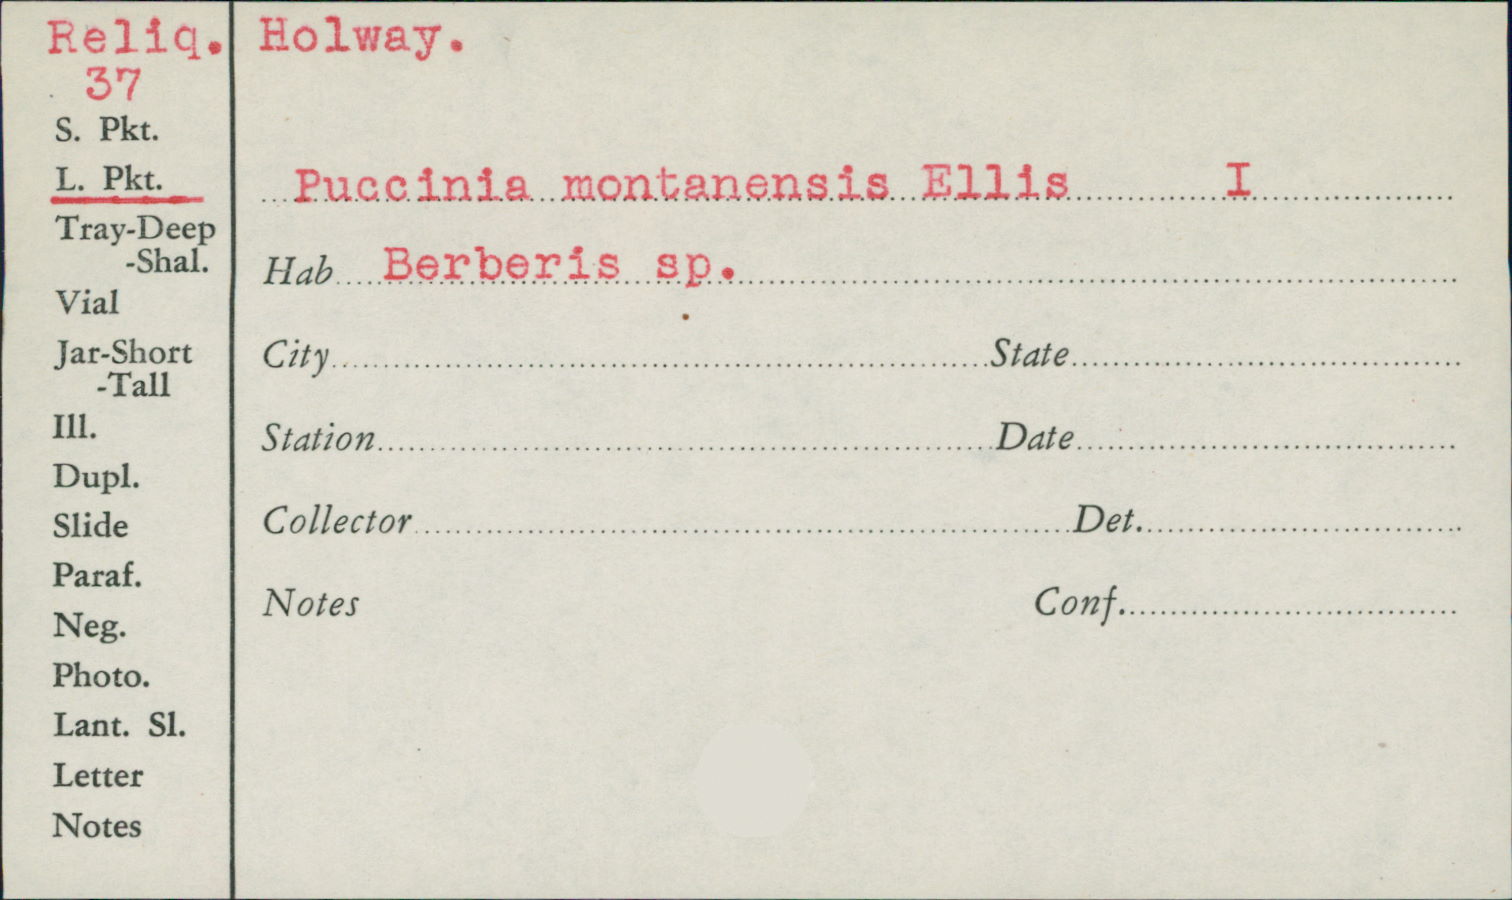 Reliq. Holway.
37
S. Pkt.
L. Pkt.
Tray-Deep
-Shal.
Vial
Jar-Short
-Tall
Ill.
Dupl.
Slide
Paraf.
Neg.
Photo.
Lant. Sl.
Letter
Notes
Puccinia montanensis Ellis I
Hab Berberis sp.
City State
Station Date
Collector Det.
Notes Conf.